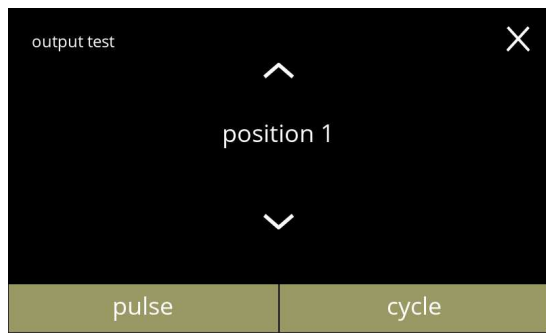 output test
position 1
pulse
cycle